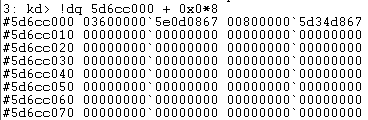 3: kd> !dq 5d6cc000 + 0x0*8
#5d6cc000 03600000`5e0d0867 00800000`5d34d867
#5d6cc010 00000000`00000000 00000000`00000000
#5d6cc020 00000000`00000000 00000000`00000000
#5d6cc030 00000000`00000000 00000000`00000000
#5d6cc040 00000000`00000000 00000000`00000000
#5d6cc050 00000000`00000000 00000000`00000000
#5d6cc060 00000000`00000000 00000000`00000000
#5d6cc070 00000000`00000000 00000000`00000000